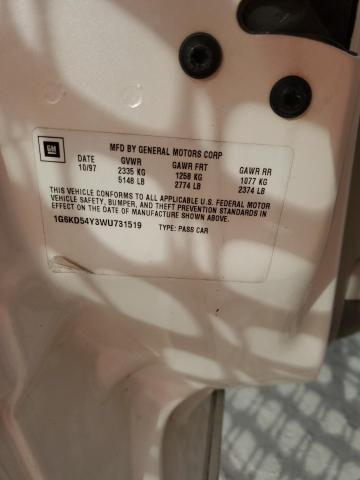 GM
MFD BY GENERAL MOTORS CORP
DATE GVWR GAWR FRT GAWR RR
10/97 2335 KG 1258 KG 1077 KG
5148 LB 2774 LB 2374 LB
THIS VEHICLE CONFORMS TO ALL APPLICABLE U.S. FEDERAL MOTOR
VEHICLE SAFETY, BUMPER, AND THEFT PREVENTION STANDARDS IN
EFFECT ON THE DATE OF MANUFACTURE SHOWN ABOVE.
1G6KD54Y3WU731519 TYPE: PASS CAR